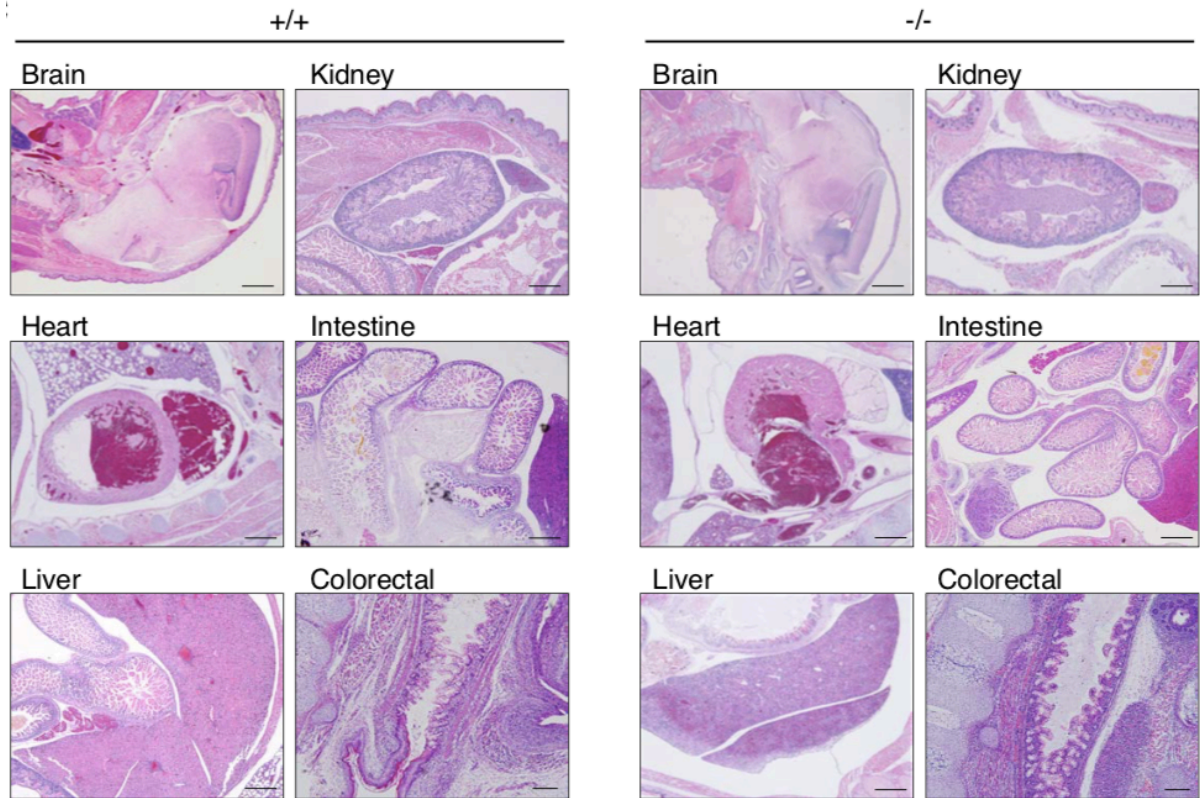 +/+ -/-
Brain Kidney Brain Kidney
Heart Intestine Heart Intestine
Liver Colorectal Liver Colorectal